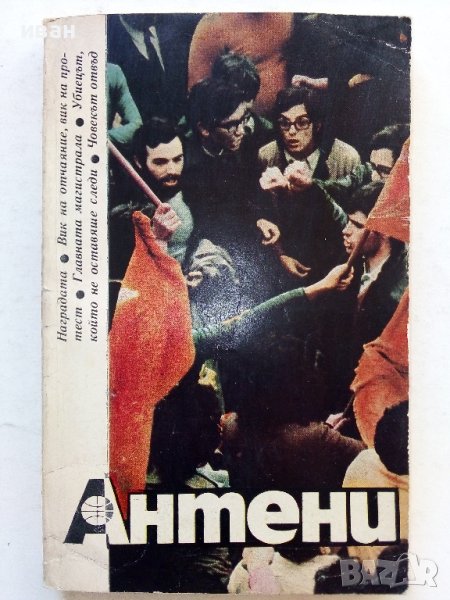 иван
Наградата ● Вик на отчаяние, вик на про-
тест ● Главната магистрала ● Убиецът,
който не оставяше следи ● Човекът отвъд
Антени
BAZAR